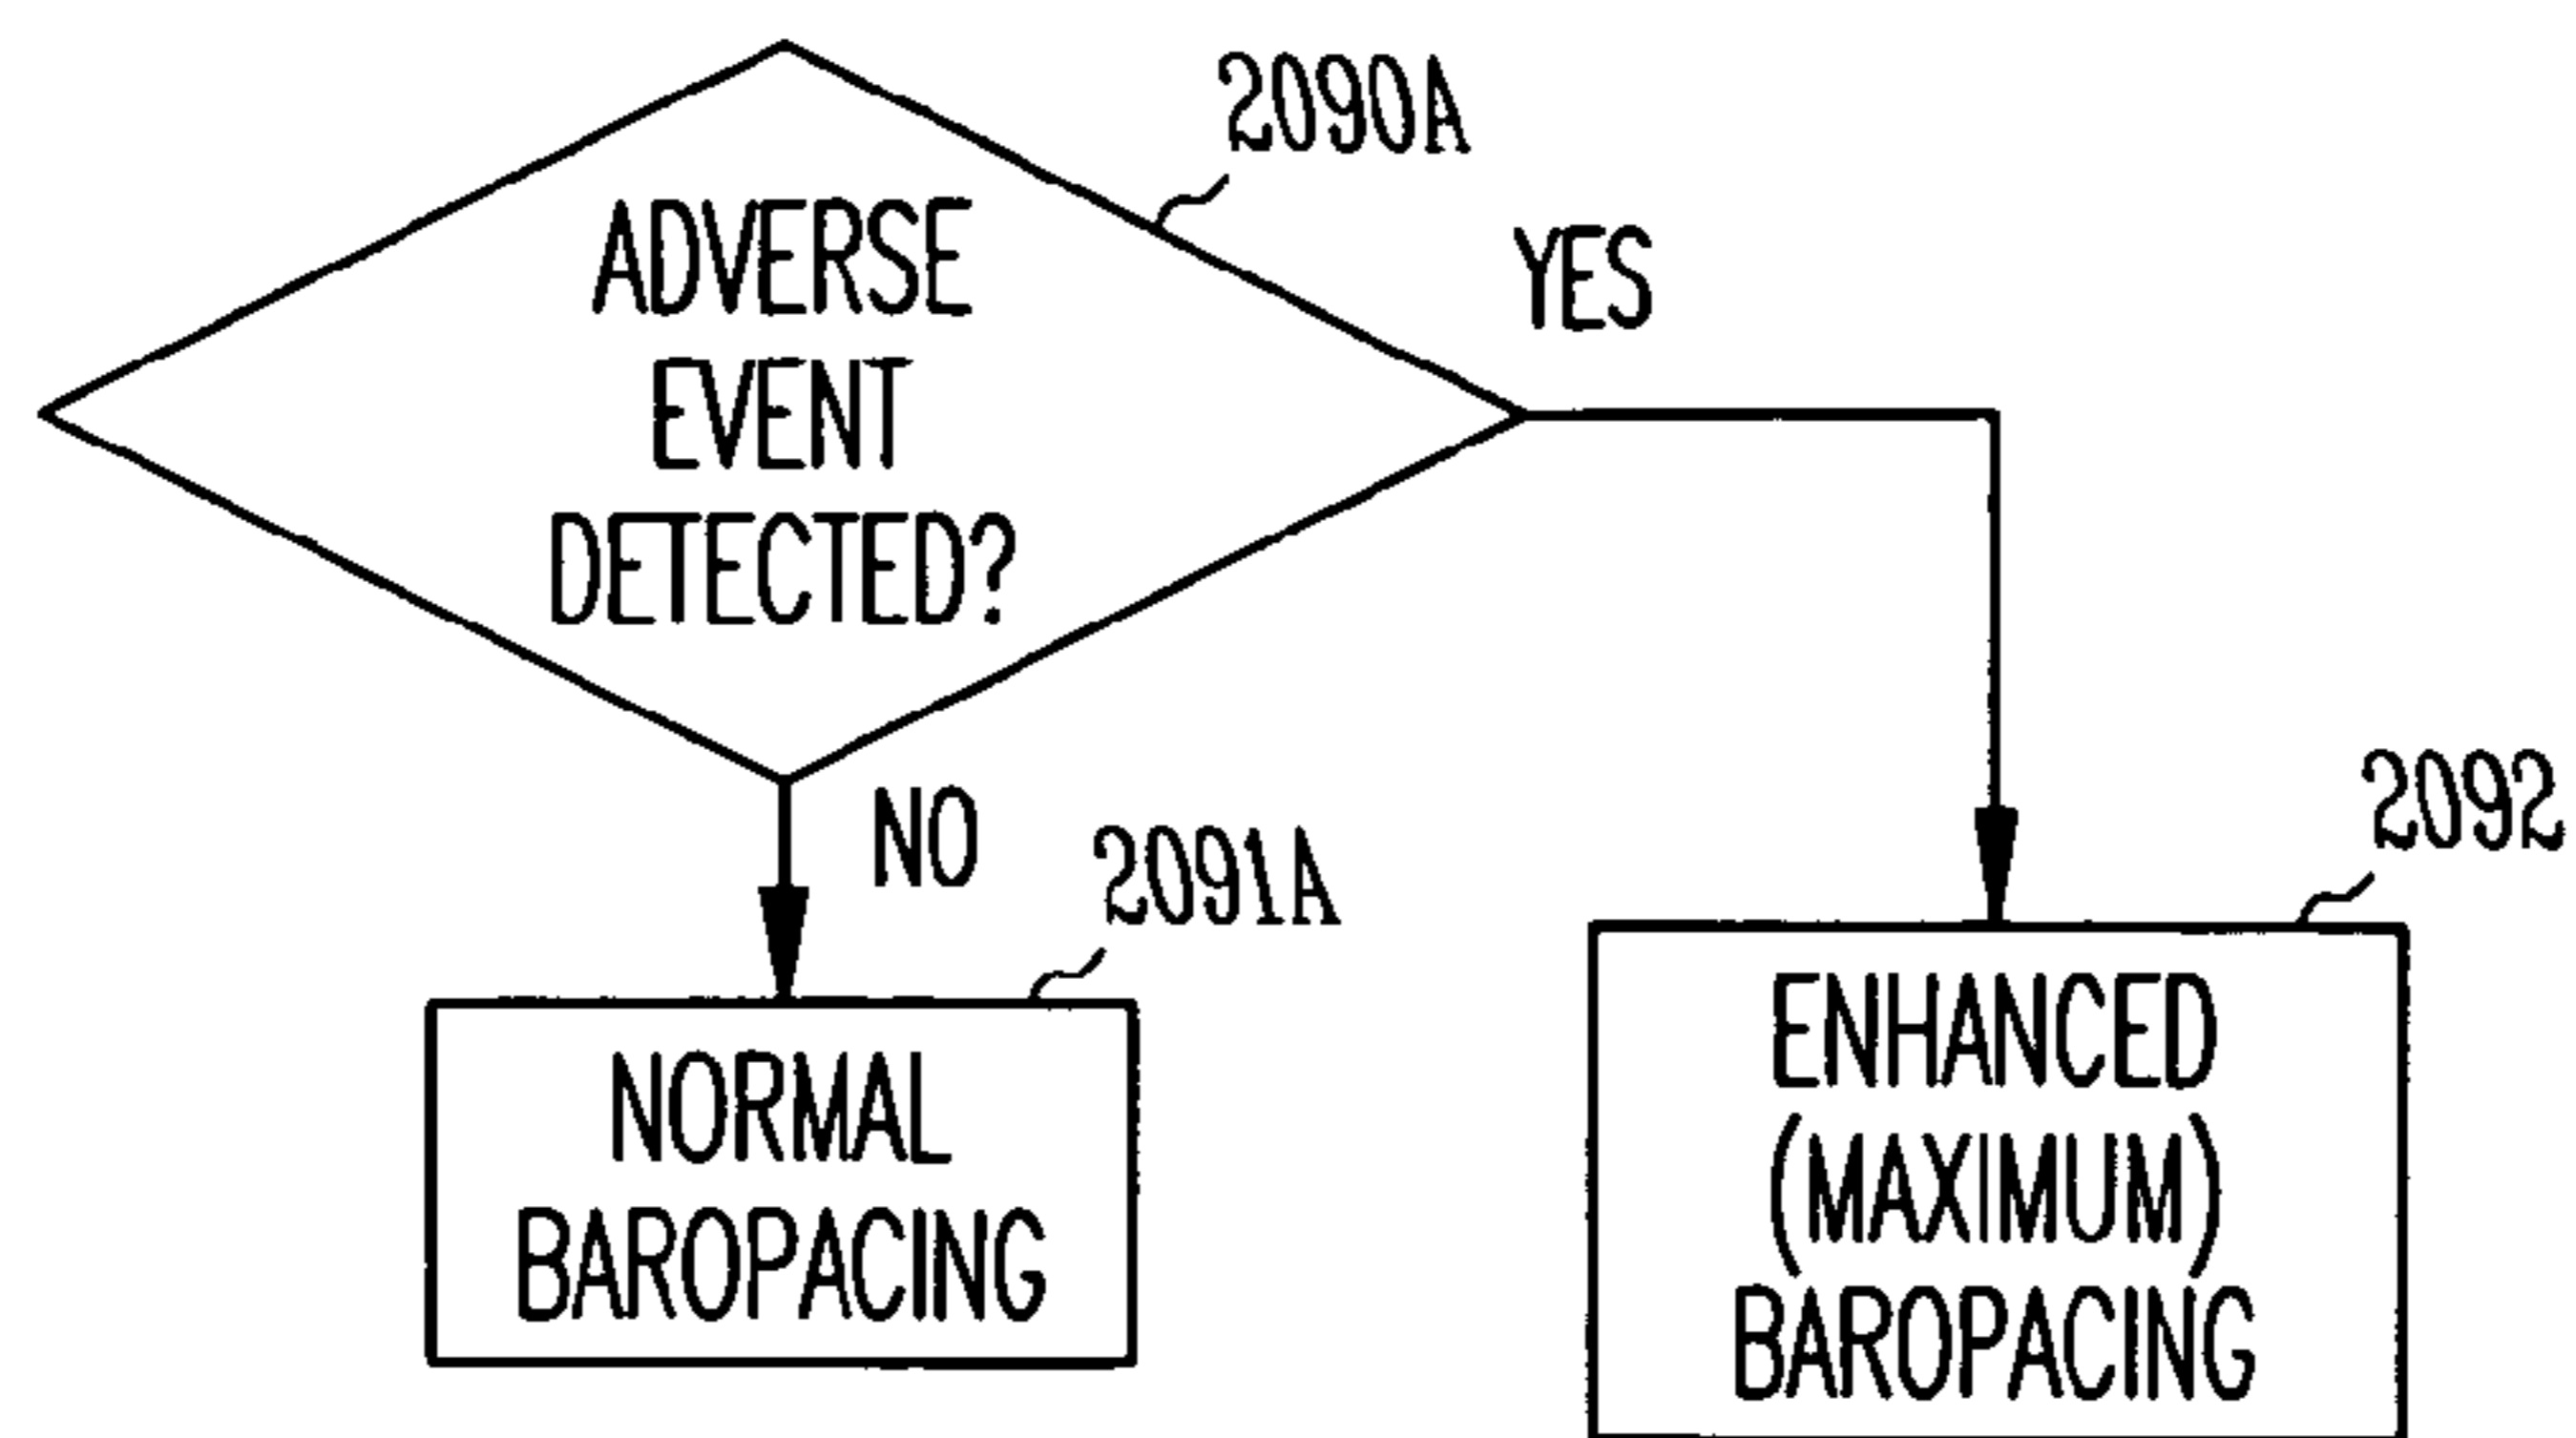 2090A
ADVERSE
EVENT
DETECTED?
YES
NO
2091A
NORMAL
BAROPACING
2092
ENHANCED
(MAXIMUM)
BAROPACING